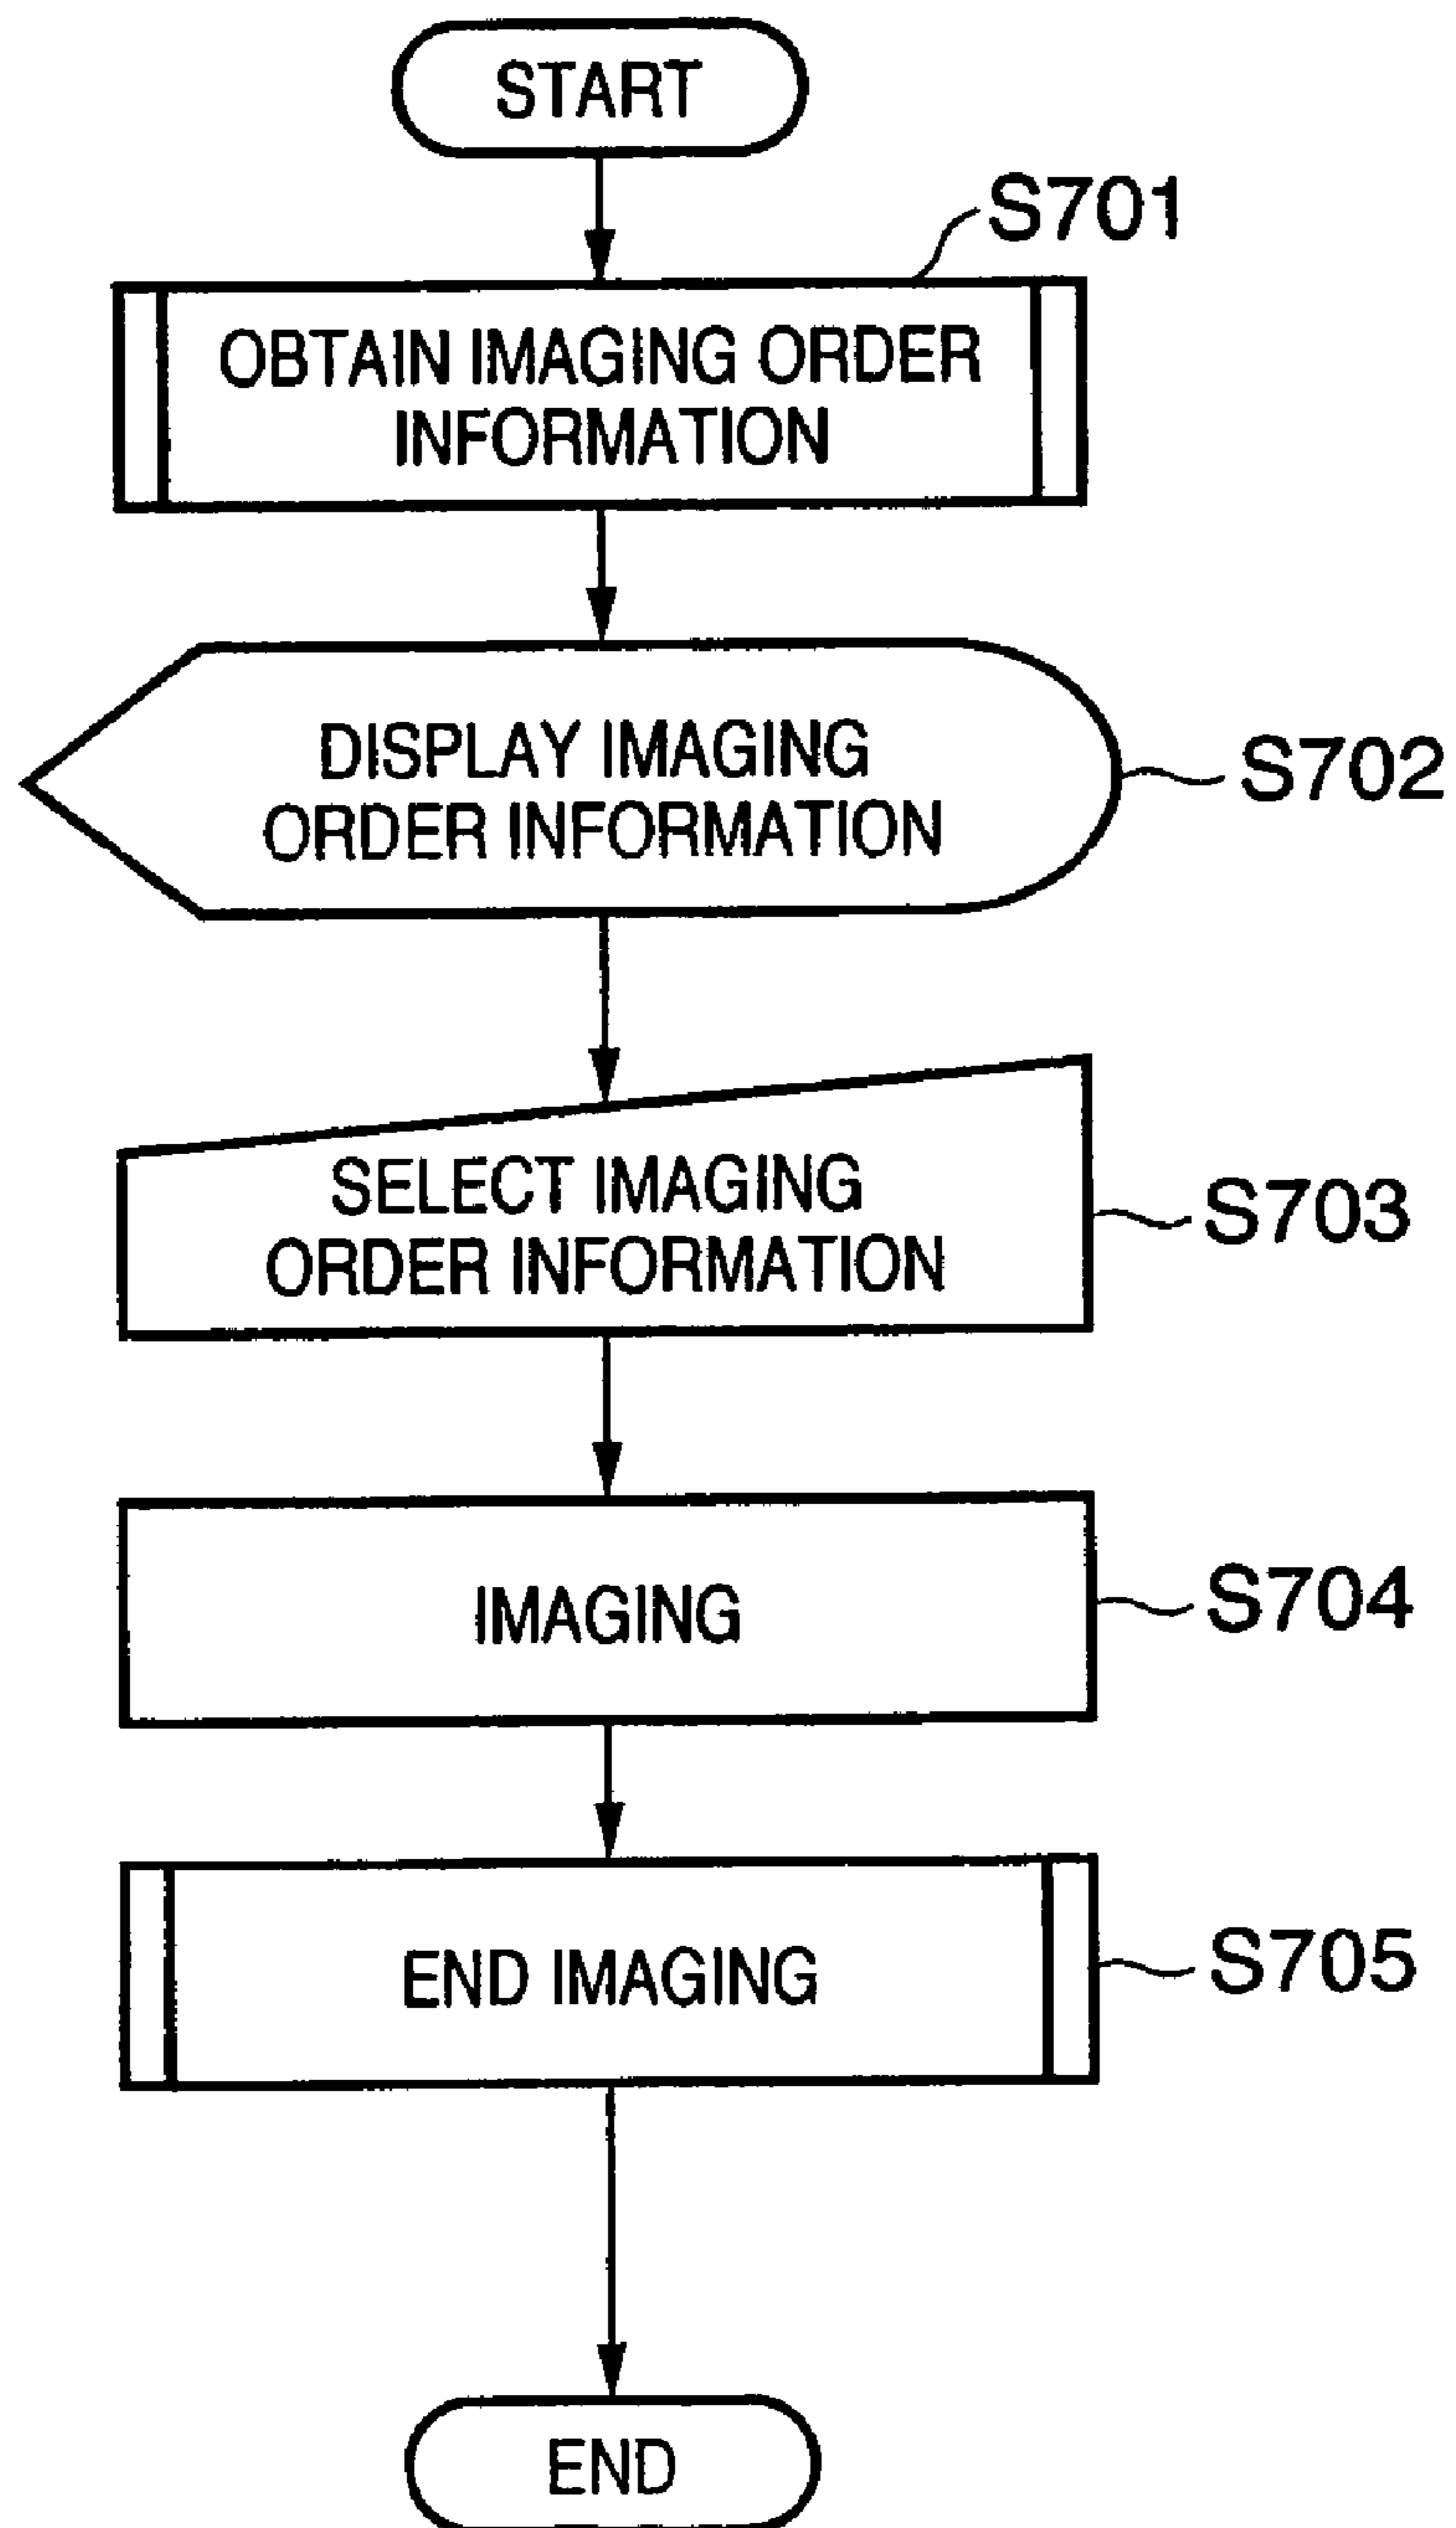 START
S701
OBTAIN IMAGING ORDER
INFORMATION
DISPLAY IMAGING
ORDER INFORMATION
S702
SELECT IMAGING
ORDER INFORMATION
S703
IMAGING
S704
END IMAGING
S705
END